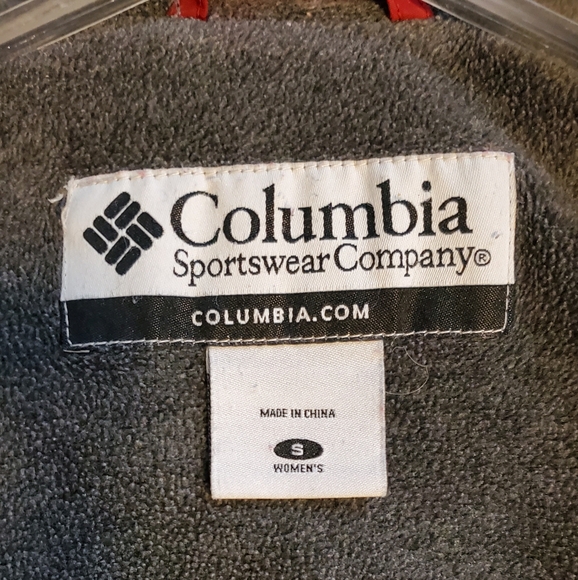 Columbia
Sportswear Company®
COLUMBIA.COM
MADE IN CHINA
S
WOMEN'S